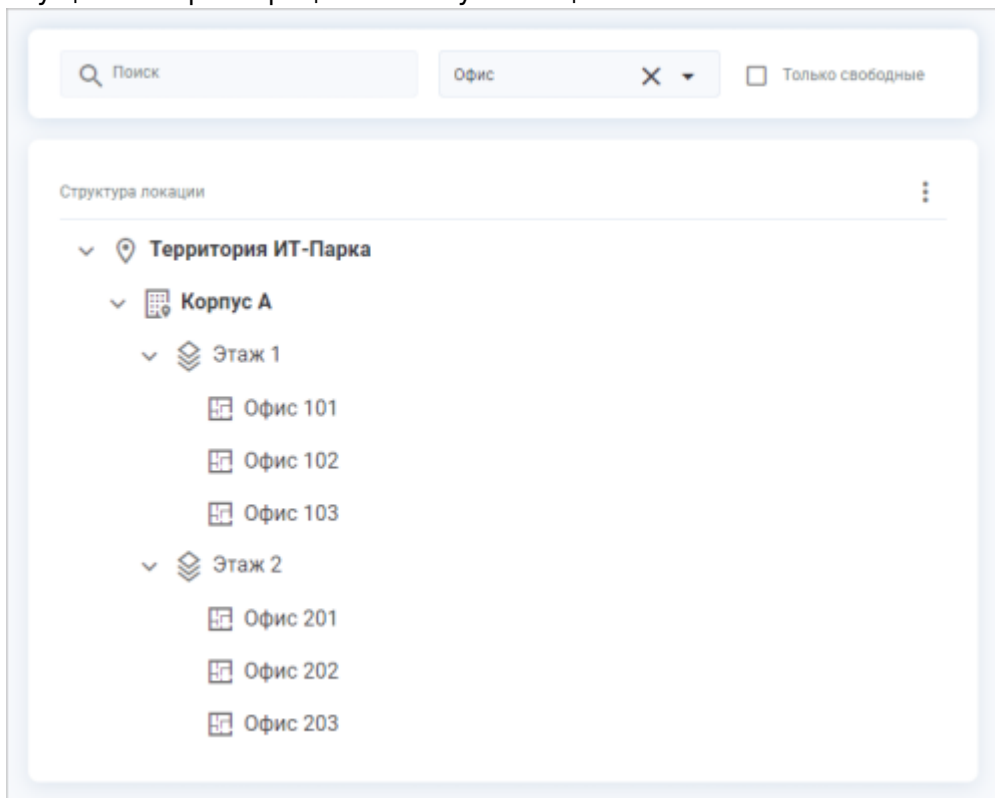 Поиск
Офис
Только свободные
Структура локации
Территория ИТ-Парка
Корпус А
Этаж 1
Офис 101
Офис 102
Офис 103
Этаж 2
Офис 201
Офис 202
Офис 203